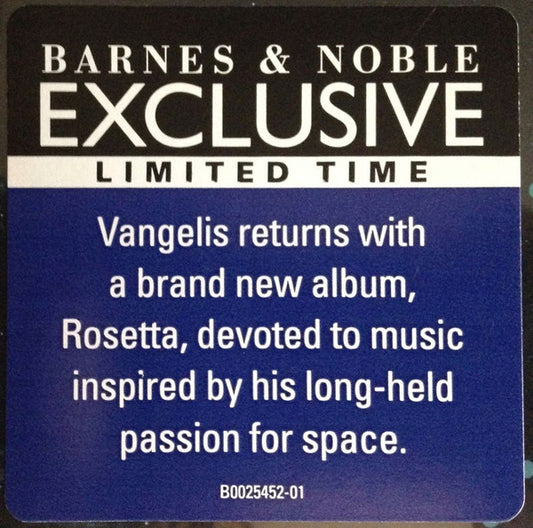 BARNES & NOBLE
EXCLUSIVE
LIMITED TIME
Vangelis returns with
a brand new album,
Rosetta, devoted to music
inspired by his long-held
passion for space.
B0025452-01